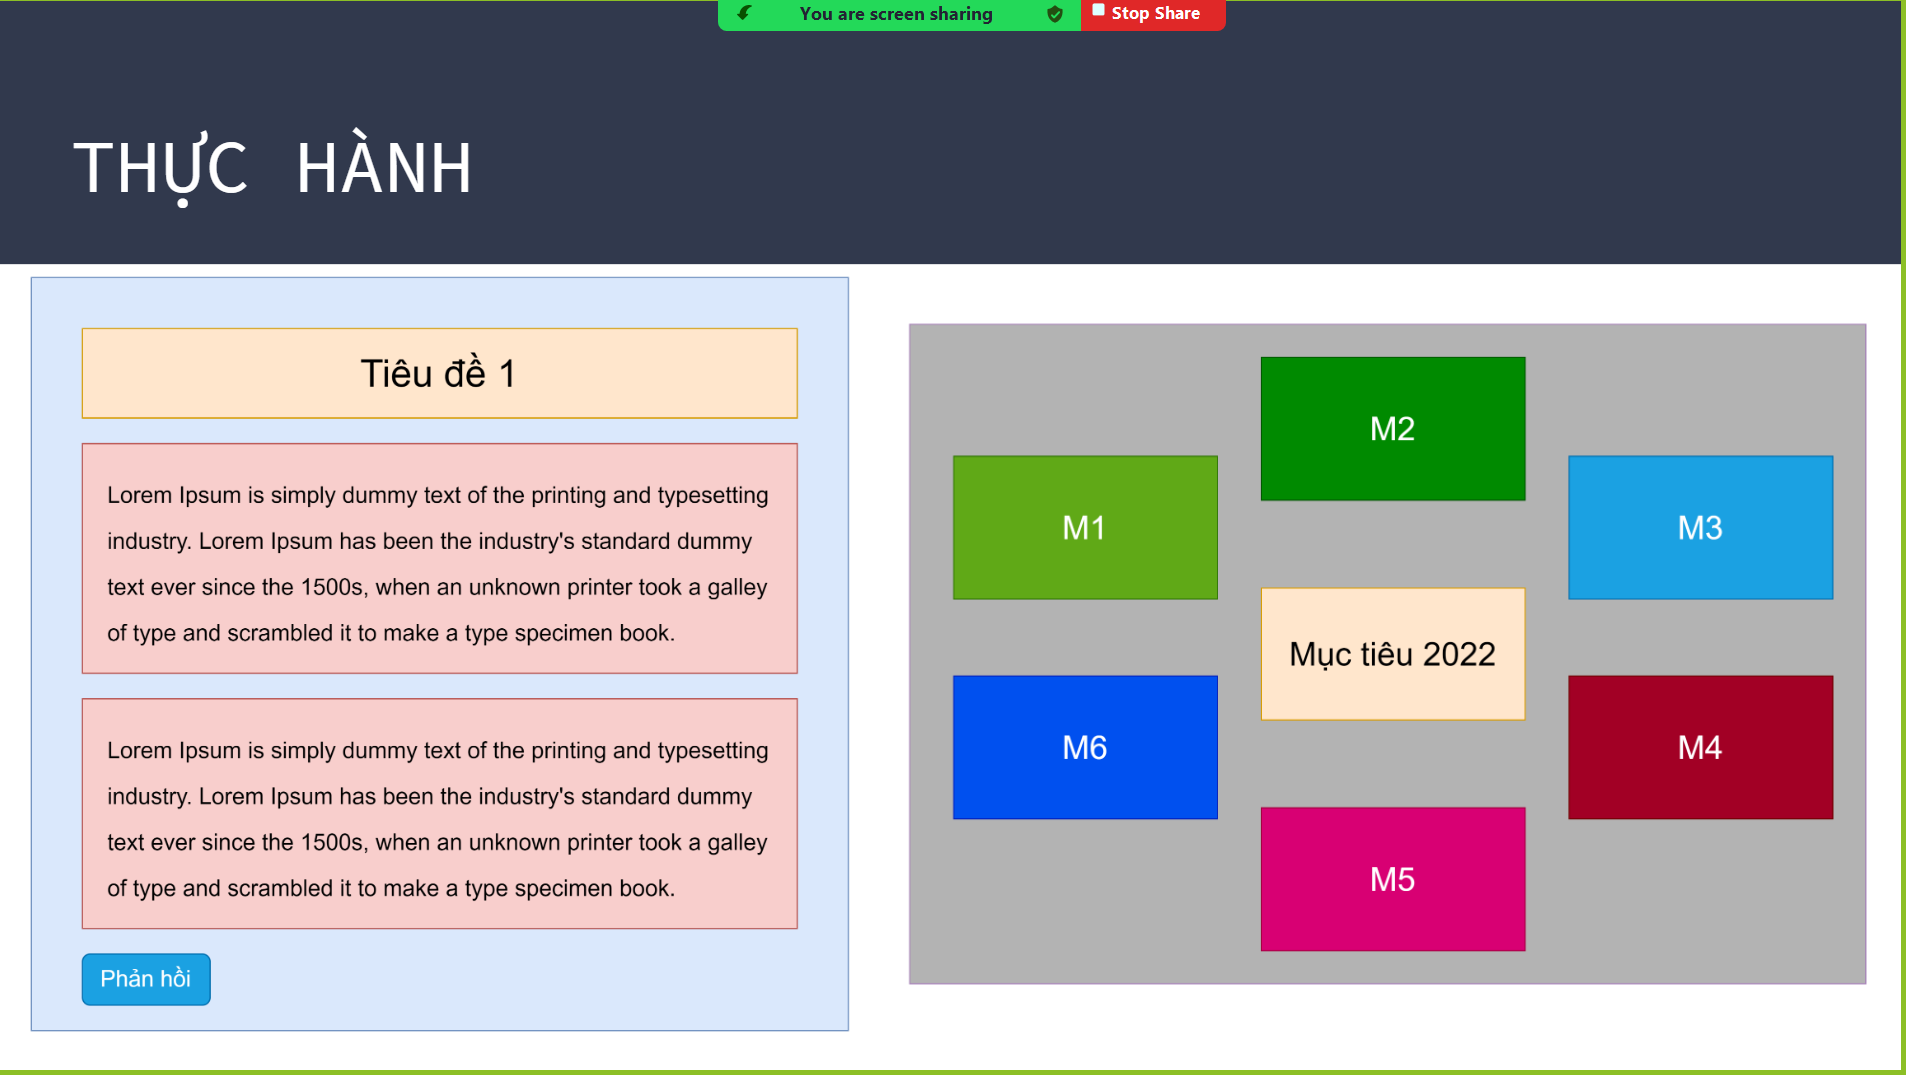 You are screen sharing
Stop Share
THỰC HÀNH
Tiêu đề 1
Lorem Ipsum is simply dummy text of the printing and typesetting
industry. Lorem Ipsum has been the industry's standard dummy
text ever since the 1500s, when an unknown printer took a galley
of type and scrambled it to make a type specimen book.
Lorem Ipsum is simply dummy text of the printing and typesetting
industry. Lorem Ipsum has been the industry's standard dummy
text ever since the 1500s, when an unknown printer took a galley
of type and scrambled it to make a type specimen book.
Phản hồi
M2
M1
M3
Mục tiêu 2022
M6
M4
M5